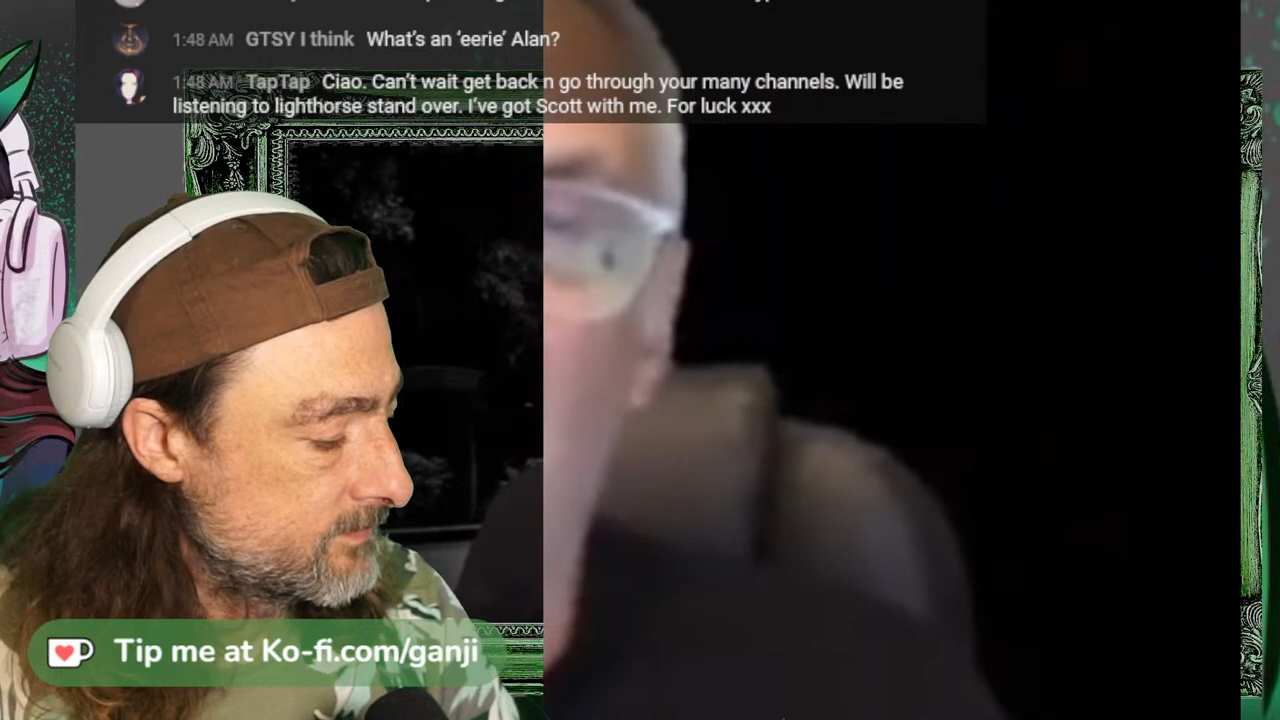 1:48 AM GTSY I think What's an 'eerie' Alan?
1:48 AM TapTap Ciao. Can't wait get back n go through your many channels. Will be
listening to lighthorse stand over. I've got Scott with me. For luck xxx
Tip me at Ko-fi.com/ganji